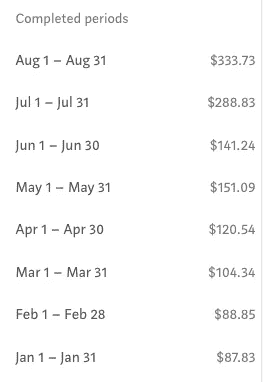 Completed periods
Aug 1 – Aug 31 $333.73
Jul 1 – Jul 31 $288.83
Jun 1 – Jun 30 $141.24
May 1 – May 31 $151.09
Apr 1 – Apr 30 $120.54
Mar 1 – Mar 31 $104.34
Feb 1 – Feb 28 $88.85
Jan 1 – Jan 31 $87.83